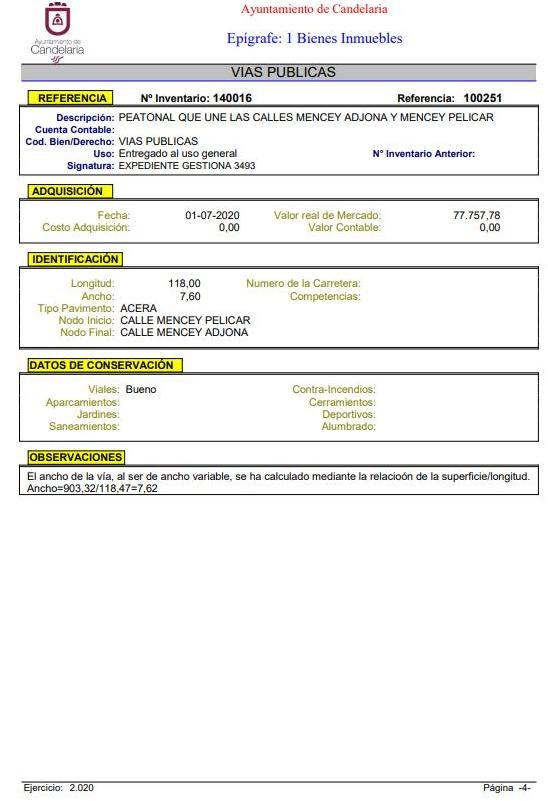 Ayuntamiento de Candelaria
Ayuntamiento de
Candelaria
Epígrafe: 1 Bienes Inmuebles
VIAS PUBLICAS
REFERENCIA Nº Inventario: 140016 Referencia: 100251
Descripción: PEATONAL QUE UNE LAS CALLES MENCEY ADJONA Y MENCEY PELICAR
Cuenta Contable:
Cod. Bien/Derecho: VIAS PUBLICAS
Uso: Entregado al uso general N° Inventario Anterior:
Signatura: EXPEDIENTE GESTIONA 3493
ADQUISICIÓN
Fecha: 01-07-2020 Valor real de Mercado: 77.757,78
Costo Adquisición: 0,00 Valor Contable: 0,00
IDENTIFICACIÓN
Longitud: 118,00 Numero de la Carretera:
Ancho: 7,60 Competencias:
Tipo Pavimento: ACERA
Nodo Inicio: CALLE MENCEY PELICAR
Nodo Final: CALLE MENCEY ADJONA
DATOS DE CONSERVACIÓN
Viales: Bueno Contra-Incendios:
Aparcamientos: Cerramientos:
Jardines: Deportivos:
Saneamientos: Alumbrado:
OBSERVACIONES
El ancho de la vía, al ser de ancho variable, se ha calculado mediante la relacioón de la superficie/longitud.
Ancho=903,32/118,47=7,62
Ejercicio: 2.020 Página -4-